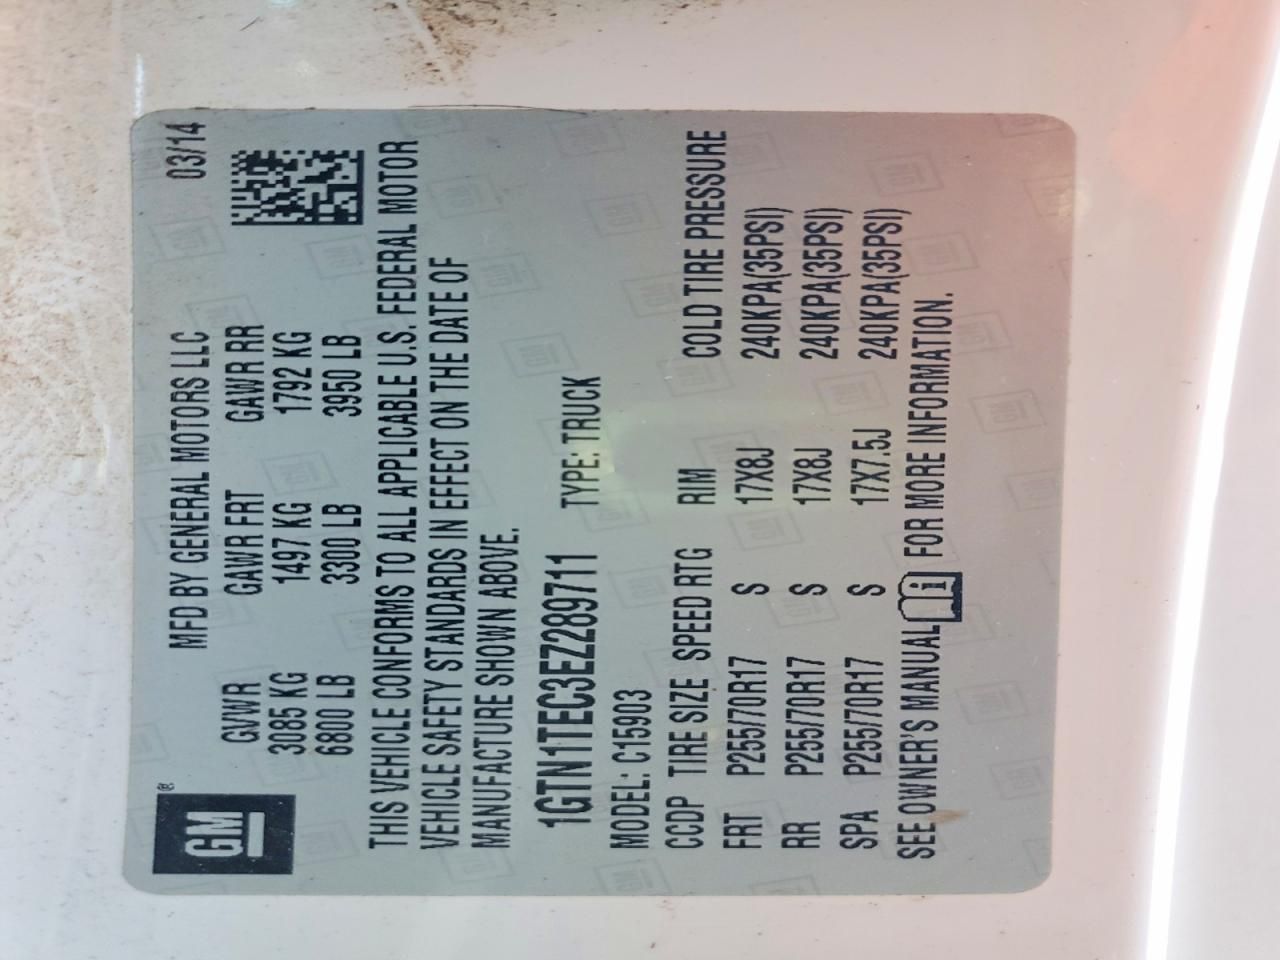 GM®
MFD BY GENERAL MOTORS LLC 03/14
GVWR GAWR FRT GAWR RR
3085 KG 1497 KG 1792 KG
6800 LB 3300 LB 3950 LB
THIS VEHICLE CONFORMS TO ALL APPLICABLE U.S. FEDERAL MOTOR
VEHICLE SAFETY STANDARDS IN EFFECT ON THE DATE OF
MANUFACTURE SHOWN ABOVE.
1GTN1TEC3EZ289711 TYPE: TRUCK
MODEL: C15903
CCDP TIRE SIZE SPEED RTG RIM COLD TIRE PRESSURE
FRT P255/70R17 S 17X8J 240KPA(35PSI)
RR P255/70R17 S 17X8J 240KPA(35PSI)
SPA P255/70R17 S 17X7.5J 240KPA(35PSI)
SEE OWNER'S MANUAL i FOR MORE INFORMATION.